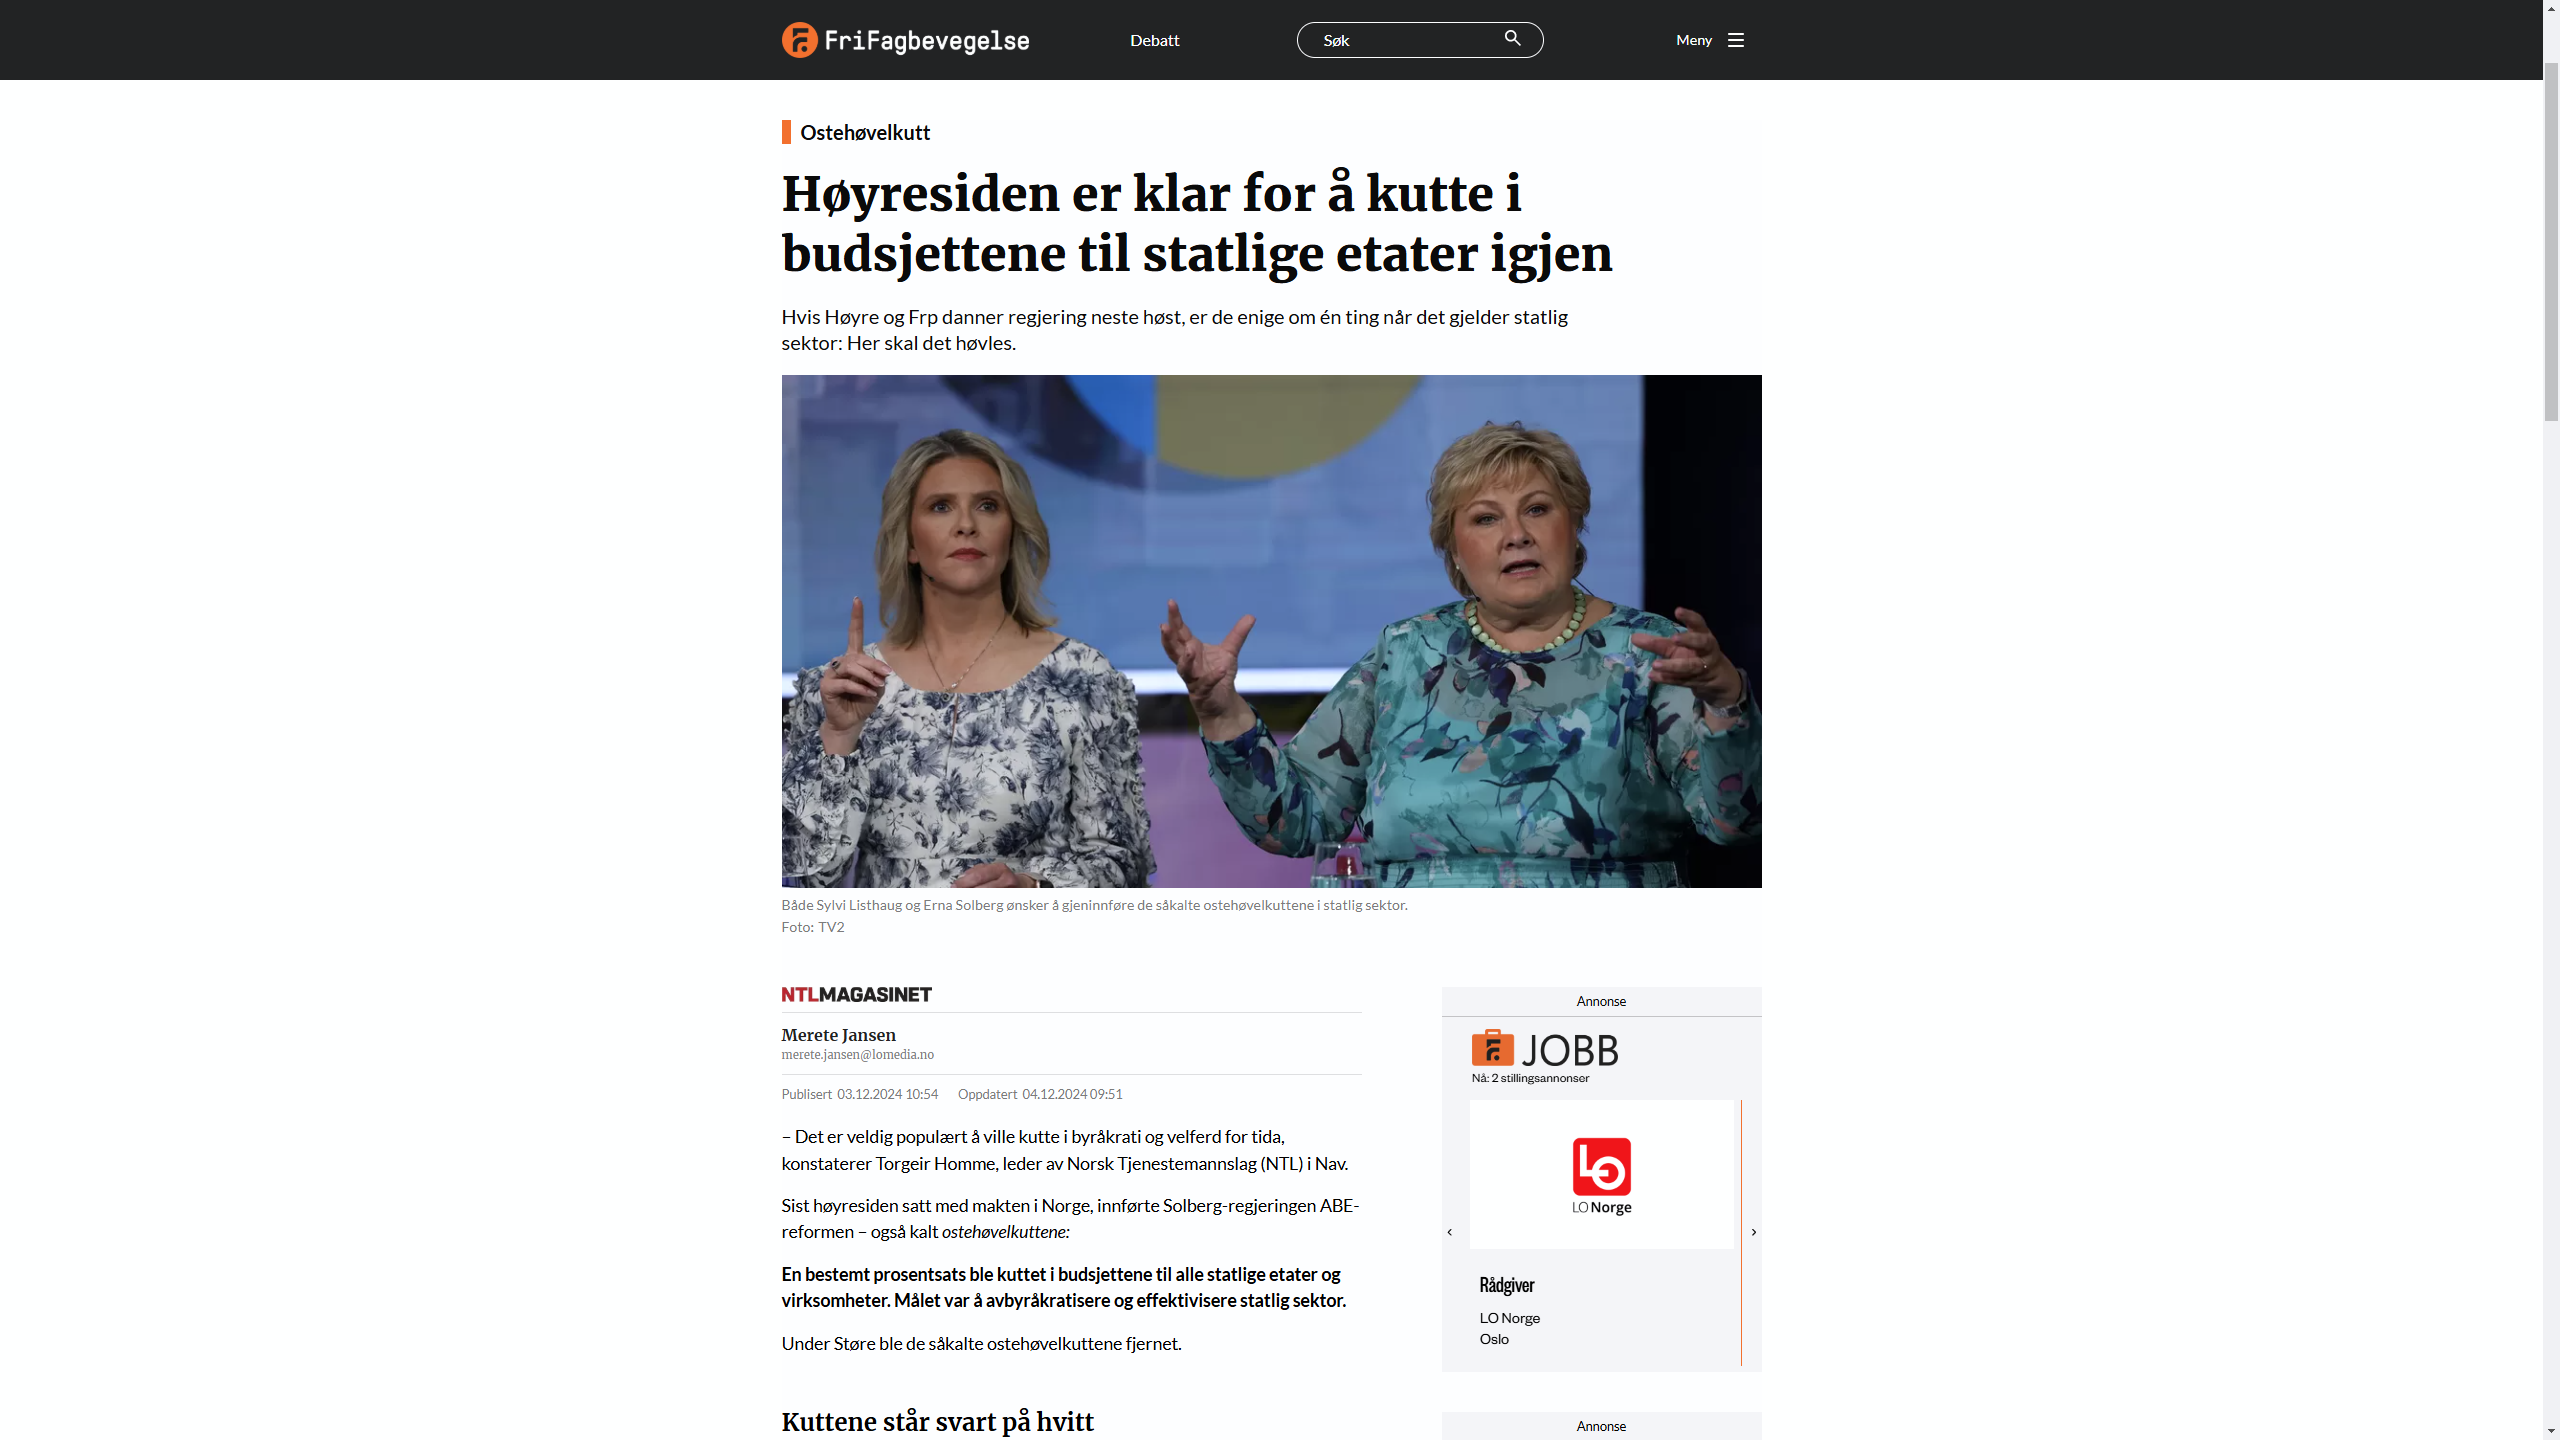 FriFagbevegelse
Debatt
Søk
Meny
Ostehøvelkutt
Høyresiden er klar for å kutte i
budsjettene til statlige etater igjen
Hvis Høyre og Frp danner regjering neste høst, er de enige om én ting når det gjelder statlig
sektor: Her skal det høvles.
Både Sylvi Listhaug og Erna Solberg ønsker å gjeninnføre de såkalte ostehøvelkuttene i statlig sektor.
Foto: TV2
NTLMAGASINET
Merete Jansen
merete.jansen@lomedia.no
Publisert 03.12.2024 10:54 Oppdatert 04.12.2024 09:51
– Det er veldig populært å ville kutte i byråkrati og velferd for tida,
konstaterer Torgeir Homme, leder av Norsk Tjenestemannslag (NTL) i Nav.
Sist høyresiden satt med makten i Norge, innførte Solberg-regjeringen ABE-
reformen – også kalt ostehøvelkuttene:
En bestemt prosentsats ble kuttet i budsjettene til alle statlige etater og
virksomheter. Målet var å avbyråkratisere og effektivisere statlig sektor.
Under Støre ble de såkalte ostehøvelkuttene fjernet.
Kuttene står svart på hvitt
Annonse
JOBB
Nå: 2 stillingsannonser
LO
LO Norge
Rådgiver
LO Norge
Oslo
Annonse